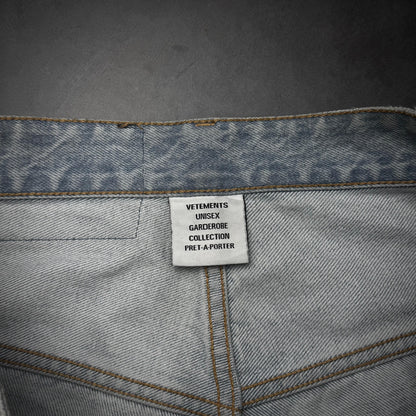 VETEMENTS
UNISEX
GARDEROBE
COLLECTION
PRET-A-PORTER